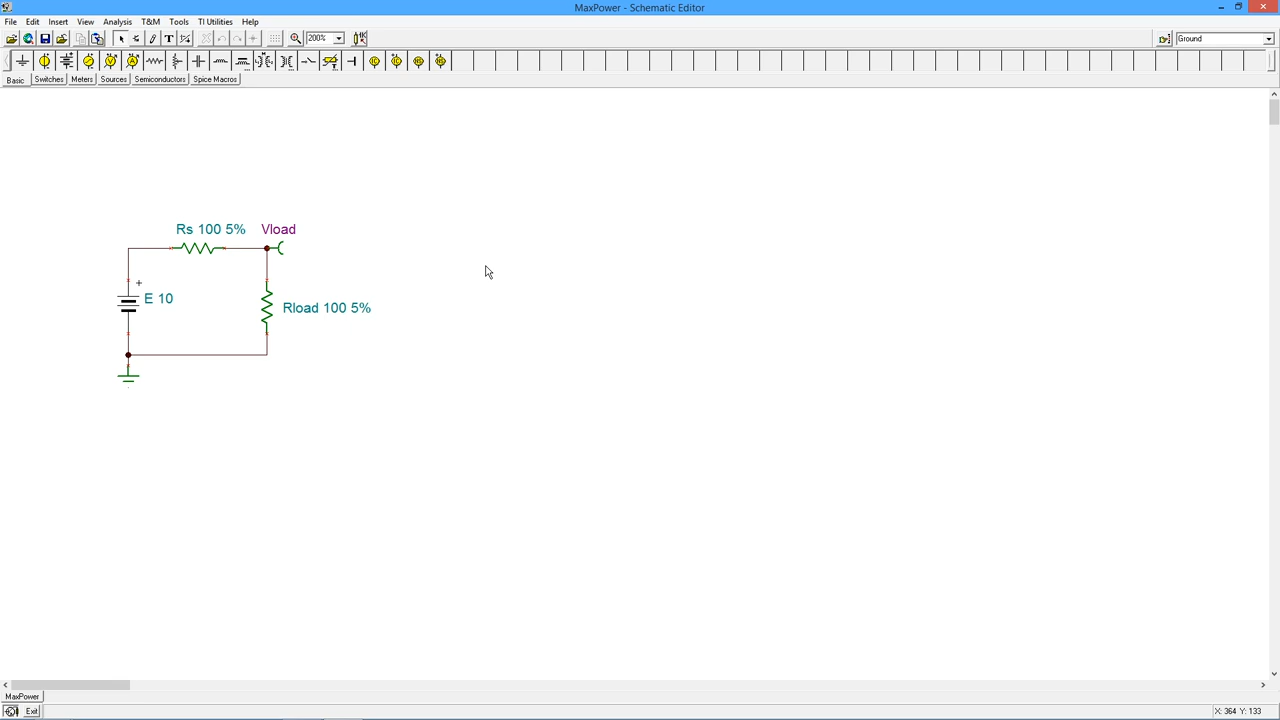 MaxPower - Schematic Editor
File Edit Insert View Analysis T&M Tools TI Utilities Help
200% Ground
Basic Switches Meters Sources Semiconductors Spice Macros
Rs 100 5% Vload
+
E 10
Rload 100 5%
MaxPower
Exit X: 364 Y: 133